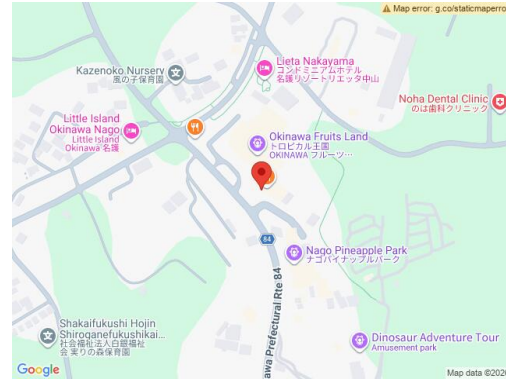 Map error: g.co/staticmaperro
Kazenoko Nursery
風の子保育園
Lieta Nakayama
コンドミニアムホテル
名護リゾートリエッタ中山
Noha Dental Clinic
のは歯科クリニック
Little Island
Okinawa Nago
Little Island
Okinawa 名護
Okinawa Fruits Land
トロピカル王国
OKINAWA フルーツ…
84
Nago Pineapple Park
ナゴパイナップルパーク
awa Prefectural Rte 84
Shakaifukushi Hojin
Shiroganefukushikai...
社会福祉法人白銀福祉
会 実りの森保育園
Dinosaur Adventure Tour
Amusement park
Google
Map data ©2026